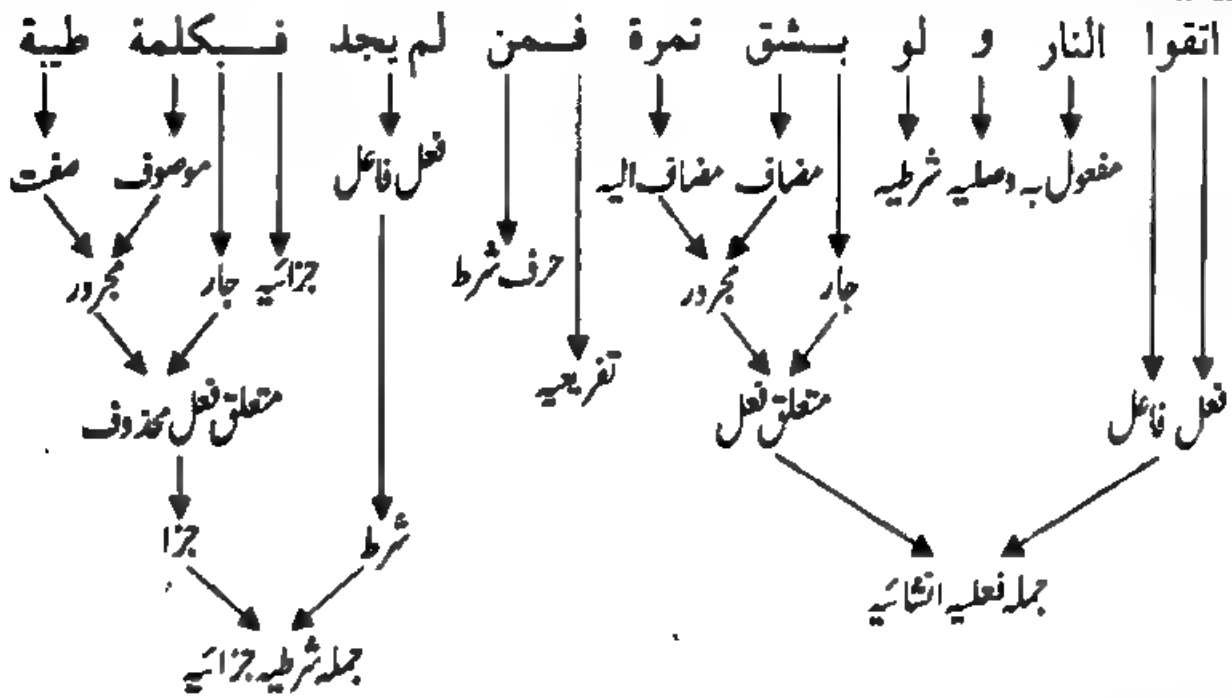 اتقوا النار و لو بشق تمرة فمن لم يجد فبكلمة طيبة
مفعول به وصلیہ شرطیہ مضاف مضاف الیہ فعل فاعل موصوف صفت
جار مجرور حرف شرط جزائیہ جار مجرور
فعل فاعل متعلق فعل تفریعیہ متعلق فعل محذوف
شرط جزا
جملہ فعلیہ انشائیہ
جملہ شرطیہ جزائیہ